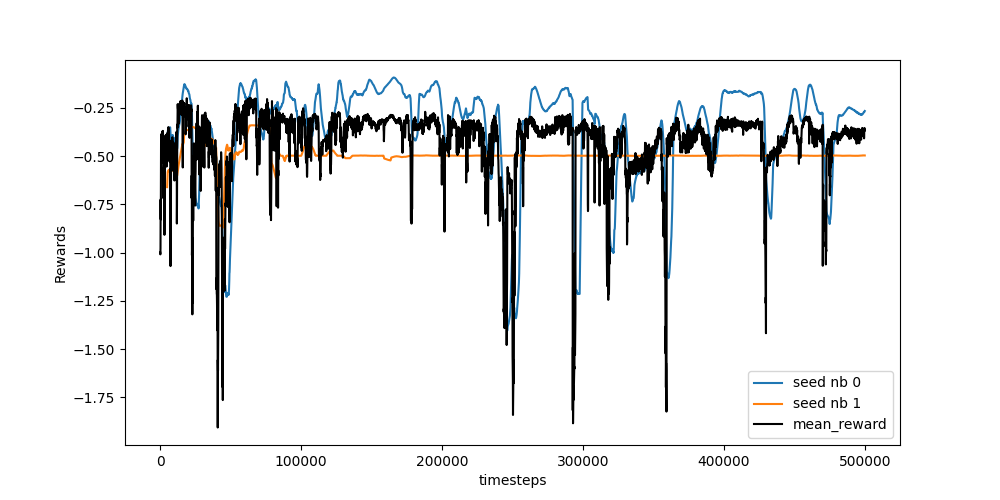 −0.25
−0.50
−0.75
−1.00
−1.25
−1.50
−1.75
Rewards
0
100000
200000
300000
400000
500000
timesteps
seed nb 0
seed nb 1
mean_reward